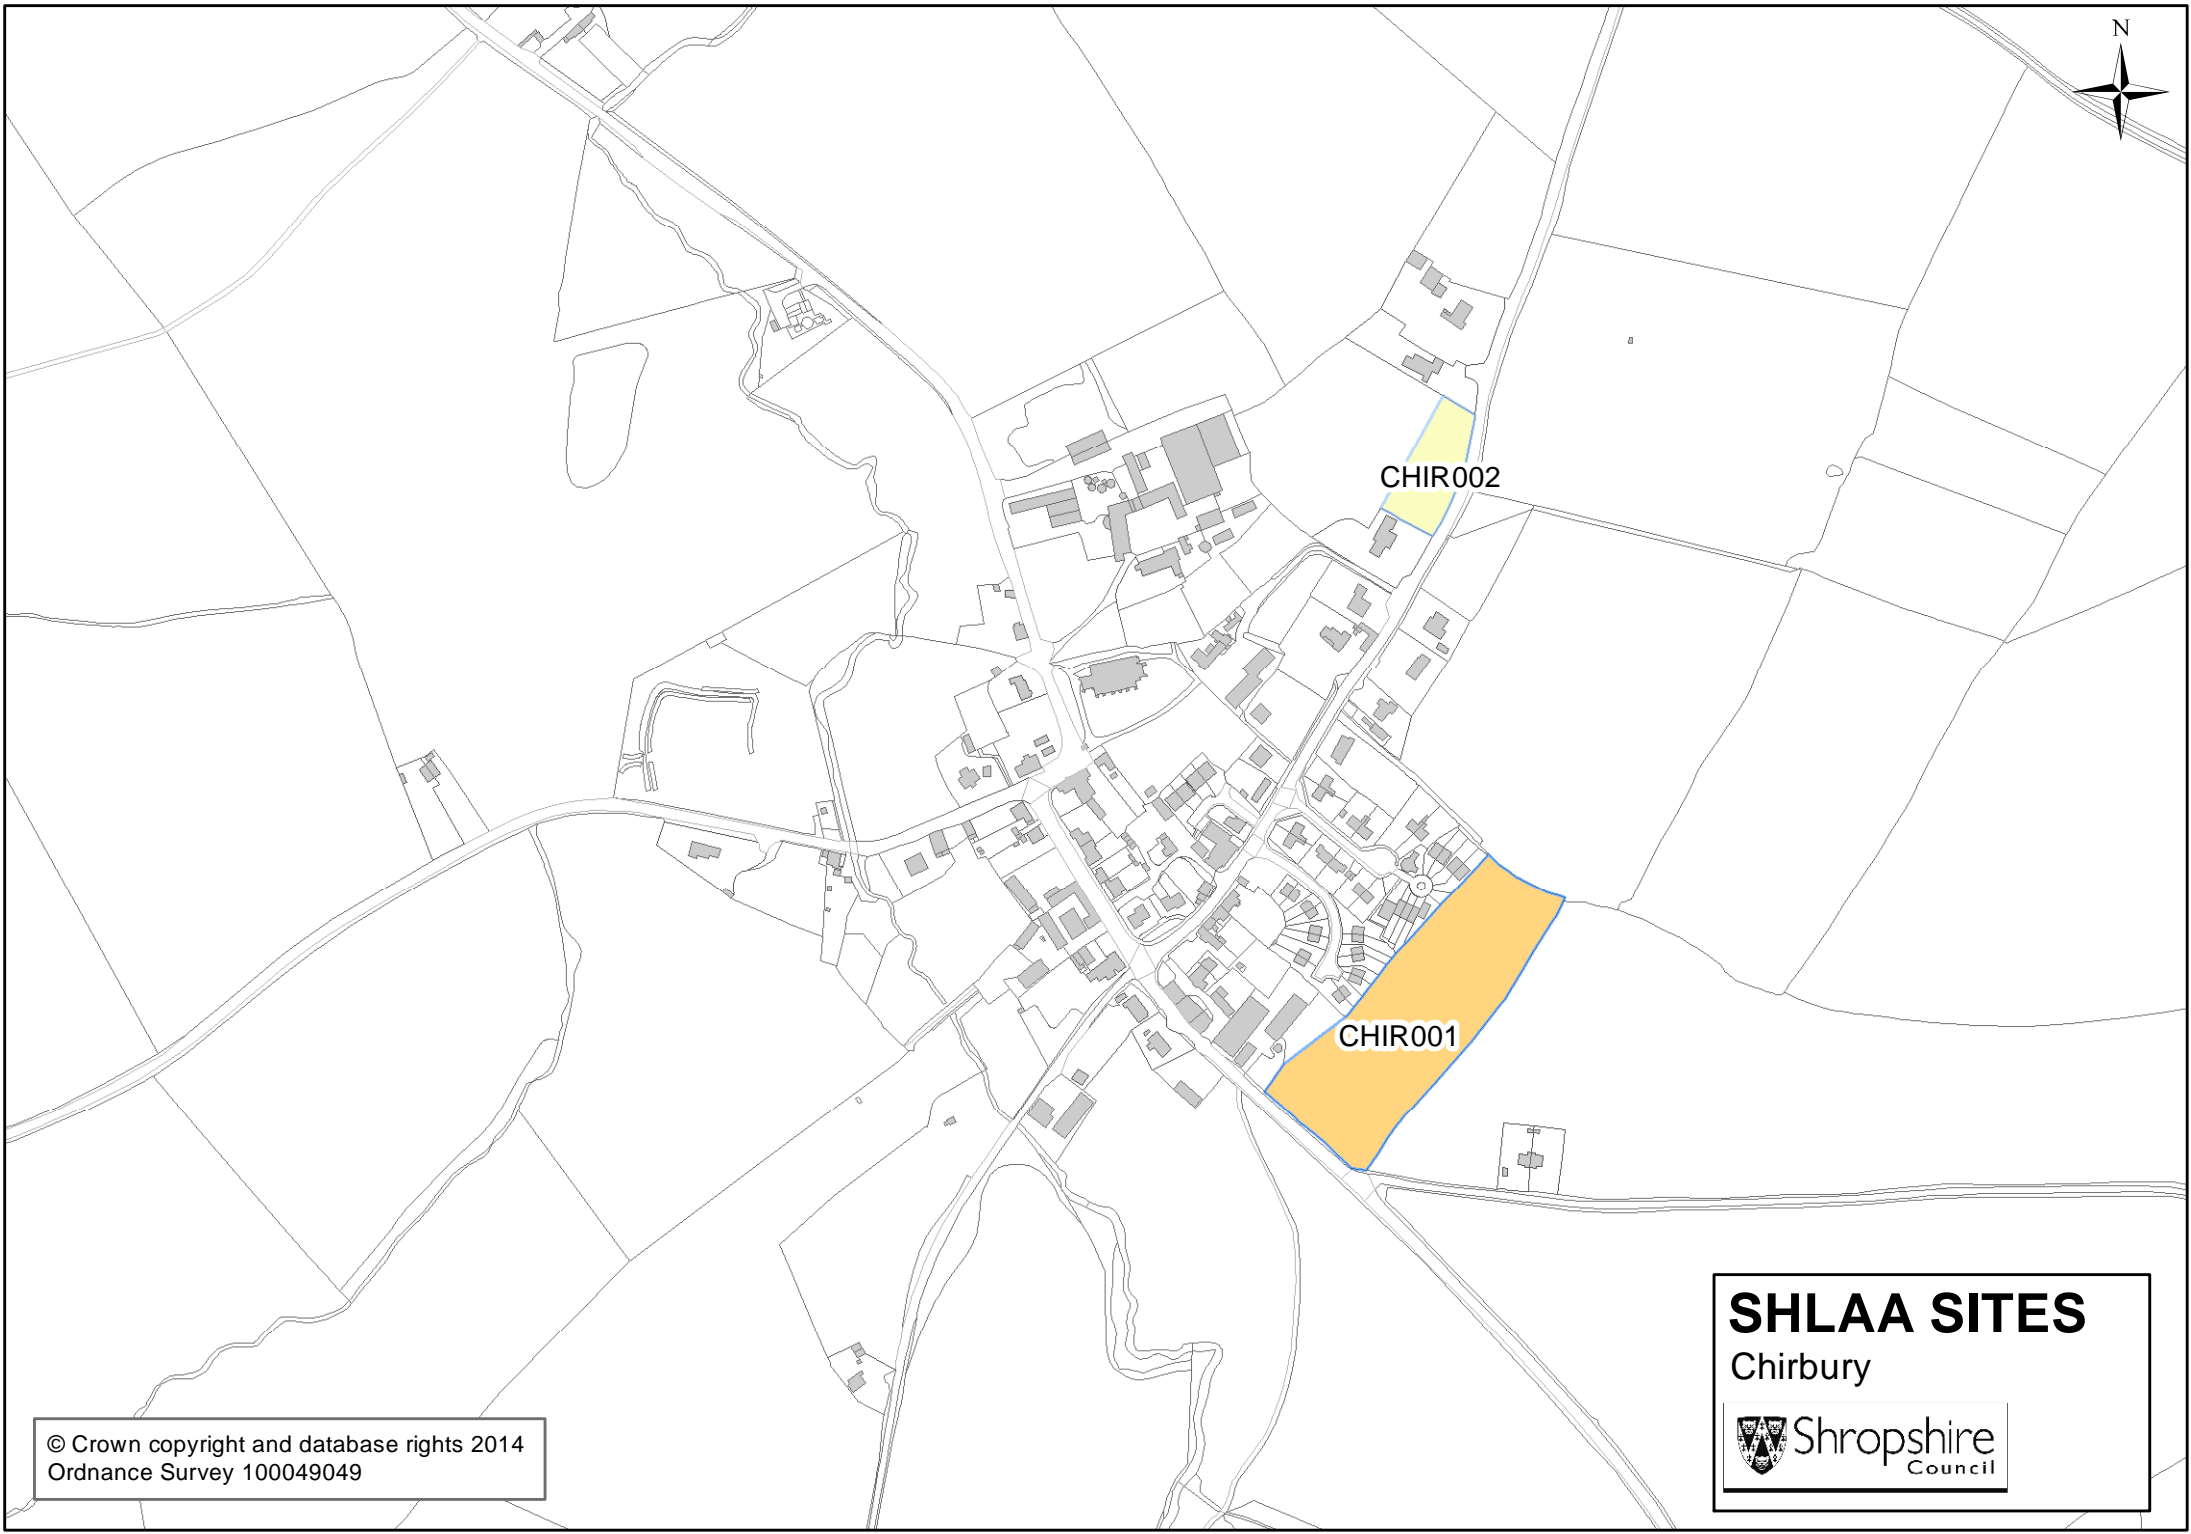 N
CHIR002
CHIR001
SHLAA SITES
Chirbury
Shropshire
Council
© Crown copyright and database rights 2014
Ordnance Survey 100049049